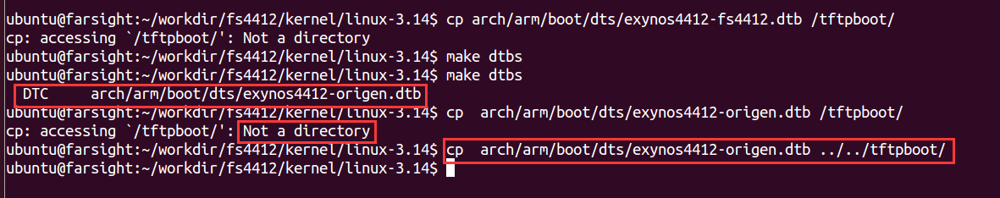 ubuntu@farsight:~/workdir/fs4412/kernel/linux-3.14$ cp arch/arm/boot/dts/exynos4412-fs4412.dtb /tftpboot/
cp: accessing `/tftpboot/': Not a directory
ubuntu@farsight:~/workdir/fs4412/kernel/linux-3.14$ make dtbs
ubuntu@farsight:~/workdir/fs4412/kernel/linux-3.14$ make dtbs
  DTC     arch/arm/boot/dts/exynos4412-origen.dtb
ubuntu@farsight:~/workdir/fs4412/kernel/linux-3.14$ cp  arch/arm/boot/dts/exynos4412-origen.dtb /tftpboot/
cp: accessing `/tftpboot/': Not a directory
ubuntu@farsight:~/workdir/fs4412/kernel/linux-3.14$ cp  arch/arm/boot/dts/exynos4412-origen.dtb ../../tftpboot/
ubuntu@farsight:~/workdir/fs4412/kernel/linux-3.14$